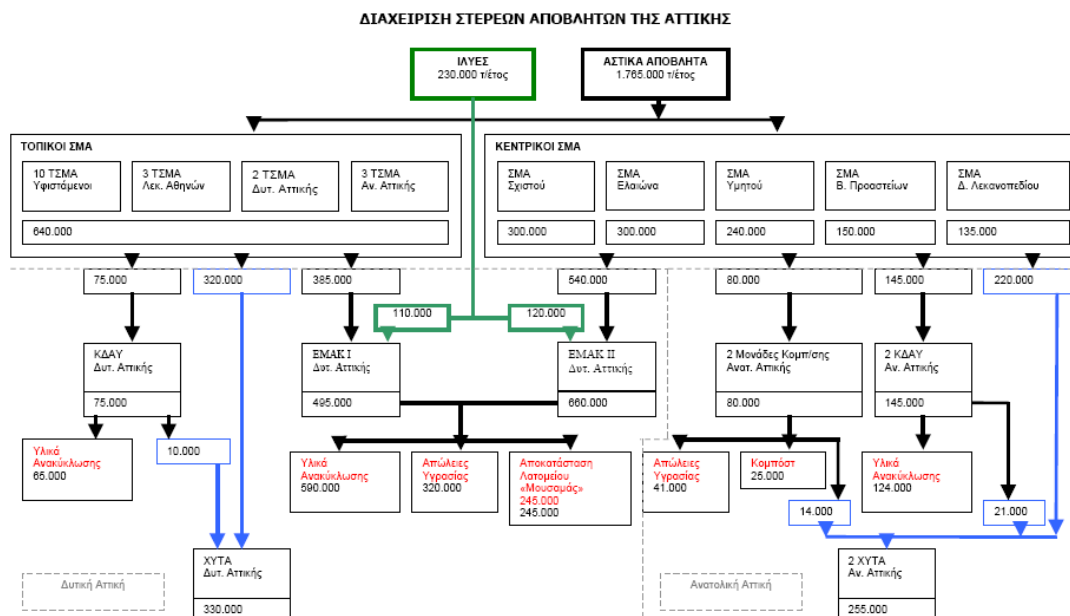 ΔΙΑΧΕΙΡΙΣΗ ΣΤΕΡΕΩΝ ΑΠΟΒΛΗΤΩΝ ΤΗΣ ΑΤΤΙΚΗΣ
ΙΛΥΕΣ
230.000 τ/έτος
ΑΣΤΙΚΑ ΑΠΟΒΛΗΤΑ
1.765.000 τ/έτος
ΤΟΠΙΚΟΙ ΣΜΑ
10 ΤΣΜΑ
Υφιστάμενοι
3 ΤΣΜΑ
Λεκ. Αθηνών
2 ΤΣΜΑ
Δυτ. Αττικής
3 ΤΣΜΑ
Αν. Αττικής
640.000
ΚΕΝΤΡΙΚΟΙ ΣΜΑ
ΣΜΑ
Σχιστού
ΣΜΑ
Ελαιώνα
ΣΜΑ
Υμητού
ΣΜΑ
Β. Προαστείων
ΣΜΑ
Δ. Λεκανοπεδίου
300.000
300.000
240.000
150.000
135.000
75.000
320.000
385.000
540.000
80.000
145.000
220.000
110.000
120.000
ΚΔΑΥ
Δυτ. Αττικής
75.000
ΕΜΑΚ Ι
Δυτ. Αττικής
495.000
ΕΜΑΚ ΙΙ
Δυτ. Αττικής
660.000
2 Μονάδες Κομπ/σης
Ανατ. Αττικής
80.000
2 ΚΔΑΥ
Αν. Αττικής
145.000
Υλικά
Ανακύκλωσης
65.000
10.000
Υλικά
Ανακύκλωσης
590.000
Απώλειες
Υγρασίας
320.000
Αποκατάσταση
Λατομείου
«Μουσαμάς»
245.000
245.000
Απώλειες
Υγρασίας
41.000
Κομπόστ
25.000
14.000
Υλικά
Ανακύκλωσης
124.000
21.000
ΧΥΤΑ
Δυτ. Αττικής
330.000
2 ΧΥΤΑ
Αν. Αττικής
255.000
Δυτική Αττική
Ανατολική Αττική